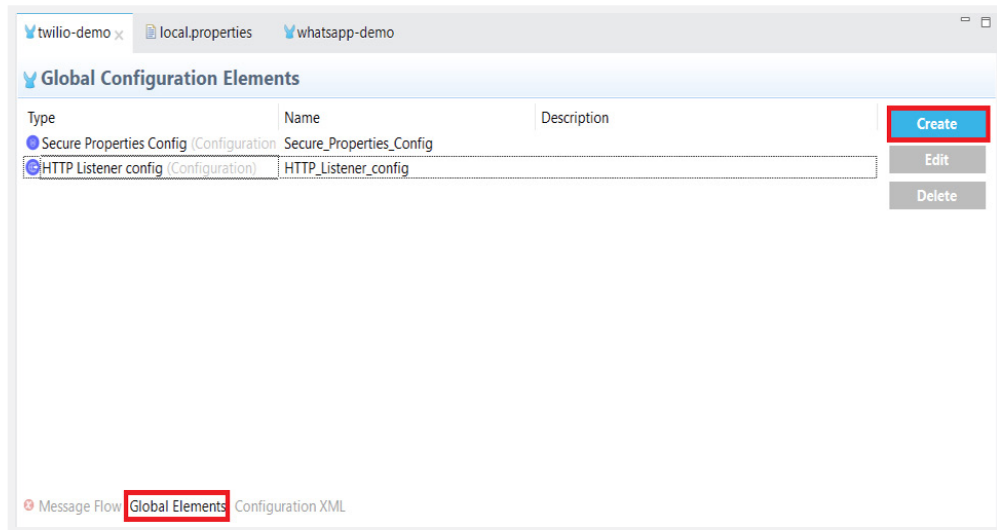 twilio-demo local.properties whatsapp-demo
Global Configuration Elements
Type Name Description
Create
Secure Properties Config (Configuration Secure_Properties_Config
HTTP Listener config (Configuration) HTTP_Listener_config
Edit
Delete
Message Flow Global Elements Configuration XML